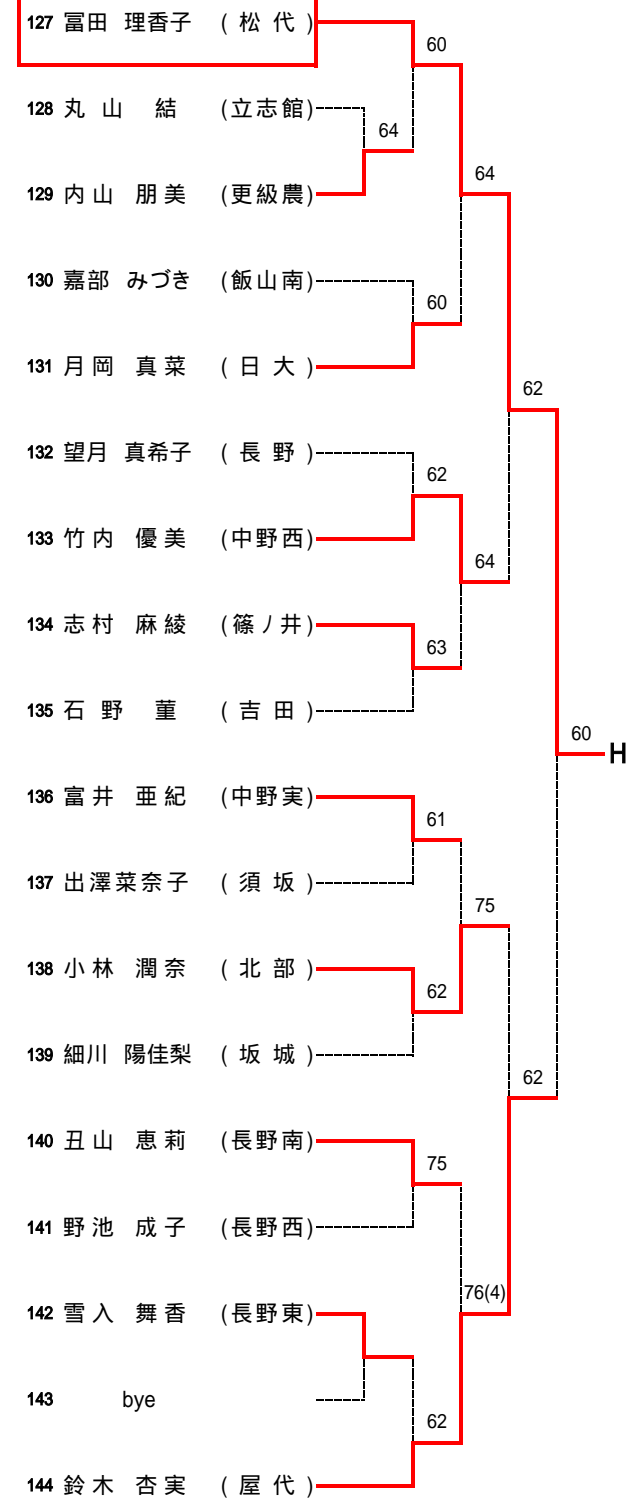 127 冨田 理香子 (松代)
60
128 丸山 結 (立志館)
64
129 内山 朋美 (更級農)
64
130 嘉部 みづき (飯山南)
60
131 月岡 真菜 (日大)
62
132 望月 真希子 (長野)
62
133 竹内 優美 (中野西)
64
134 志村 麻綾 (篠ノ井)
63
135 石野 菫 (吉田)
60 H
136 富井 亜紀 (中野実)
61
137 出澤菜奈子 (須坂)
75
138 小林 潤奈 (北部)
62
139 細川 陽佳梨 (坂城)
62
140 丑山 恵莉 (長野南)
75
141 野池 成子 (長野西)
76(4)
142 雪入 舞香 (長野東)
143 bye
62
144 鈴木 杏実 (屋代)